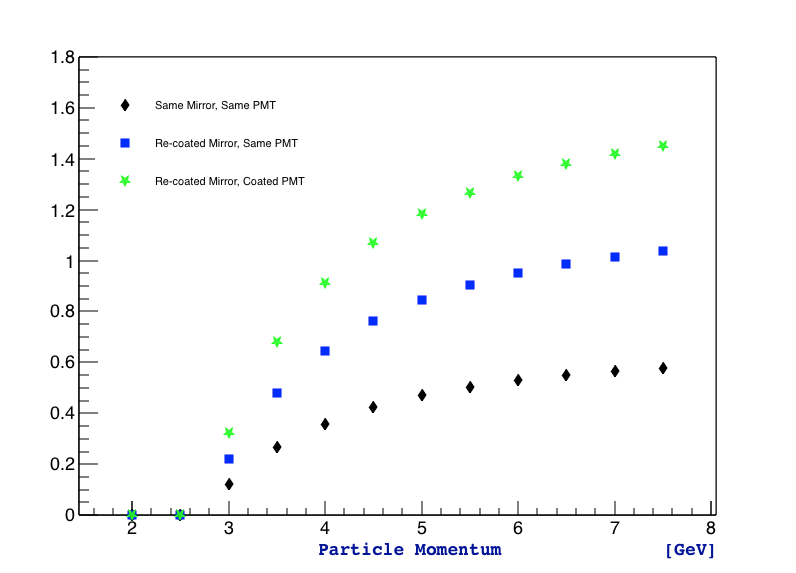 1.8
1.6
1.4
1.2
1
0.8
0.6
0.4
0.2
0
Same Mirror, Same PMT
Re-coated Mirror, Same PMT
Re-coated Mirror, Coated PMT
2 3 4 5 6 7 8
Particle Momentum [GeV]